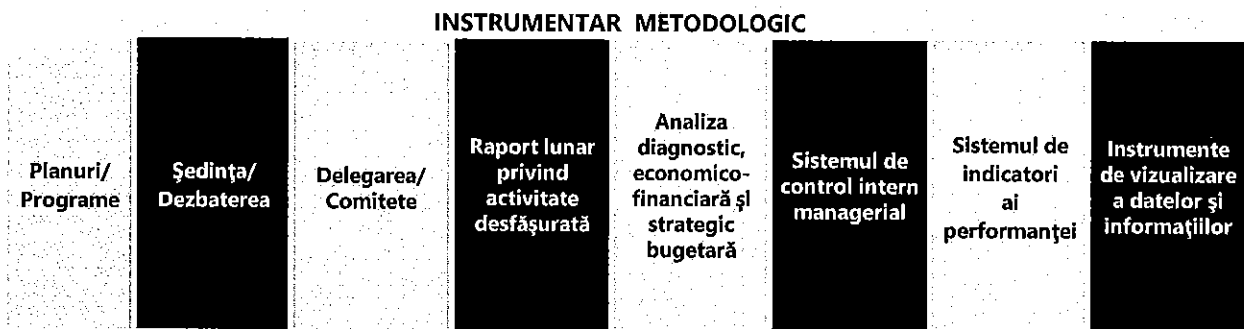 INSTRUMENTAR METODOLOGIC
Planuri/
Programe
Şedinţa/
Dezbaterea
Delegarea/
Comitete
Raport lunar
privind
activitate
desfăşurată
Analiza
diagnostic,
economico-
financiară şi
strategic
bugetară
Sistemul de
control intern
managerial
Sistemul de
indicatori
ai
performanţei
Instrumente
de vizualizare
a datelor şi
informaţiilor